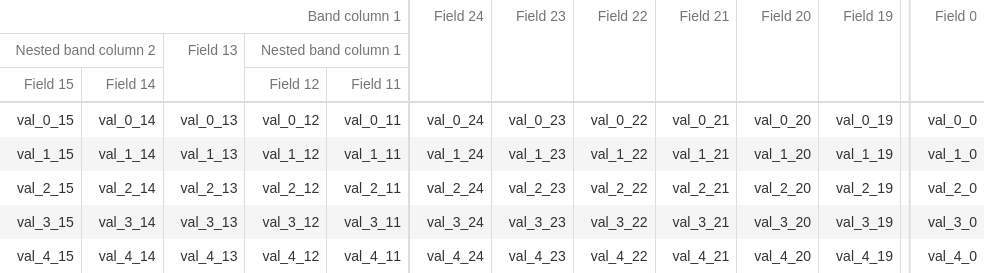 Band column 1 Field 24 Field 23 Field 22 Field 21 Field 20 Field 19 Field 0
Nested band column 2 Field 13 Nested band column 1
Field 15 Field 14 Field 12 Field 11
val_0_15 val_0_14 val_0_13 val_0_12 val_0_11 val_0_24 val_0_23 val_0_22 val_0_21 val_0_20 val_0_19 val_0_0
val_1_15 val_1_14 val_1_13 val_1_12 val_1_11 val_1_24 val_1_23 val_1_22 val_1_21 val_1_20 val_1_19 val_1_0
val_2_15 val_2_14 val_2_13 val_2_12 val_2_11 val_2_24 val_2_23 val_2_22 val_2_21 val_2_20 val_2_19 val_2_0
val_3_15 val_3_14 val_3_13 val_3_12 val_3_11 val_3_24 val_3_23 val_3_22 val_3_21 val_3_20 val_3_19 val_3_0
val_4_15 val_4_14 val_4_13 val_4_12 val_4_11 val_4_24 val_4_23 val_4_22 val_4_21 val_4_20 val_4_19 val_4_0